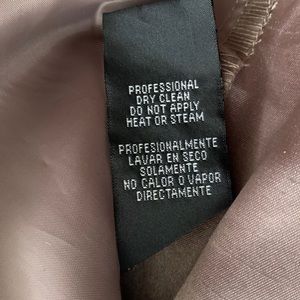 PROFESSIONAL
DRY CLEAN
DO NOT APPLY
HEAT OR STEAM
PROFESIONALMENTE
LAVAR EN SECO
SOLAMENTE
NO CALOR O VAPOR
DIRECTAMENTE